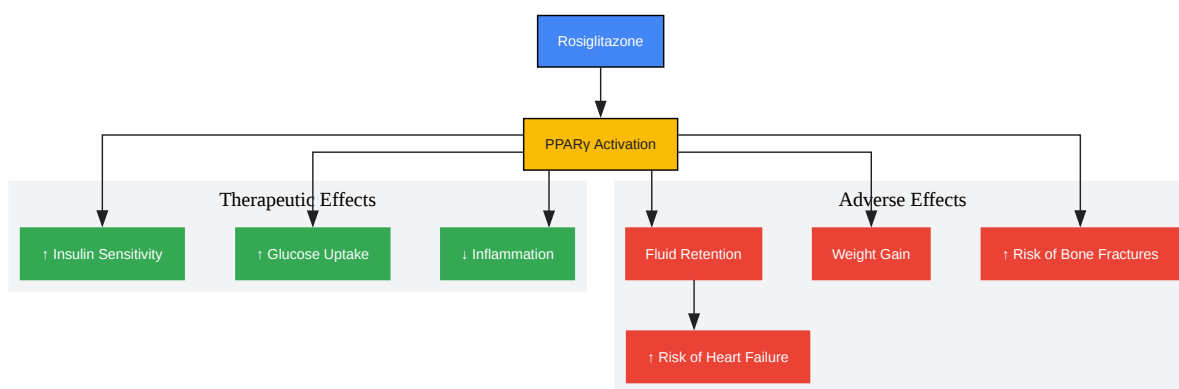 Rosiglitazone
PPARγ Activation
Therapeutic Effects
Adverse Effects
↑ Insulin Sensitivity
↑ Glucose Uptake
↓ Inflammation
Fluid Retention
Weight Gain
↑ Risk of Bone Fractures
↑ Risk of Heart Failure